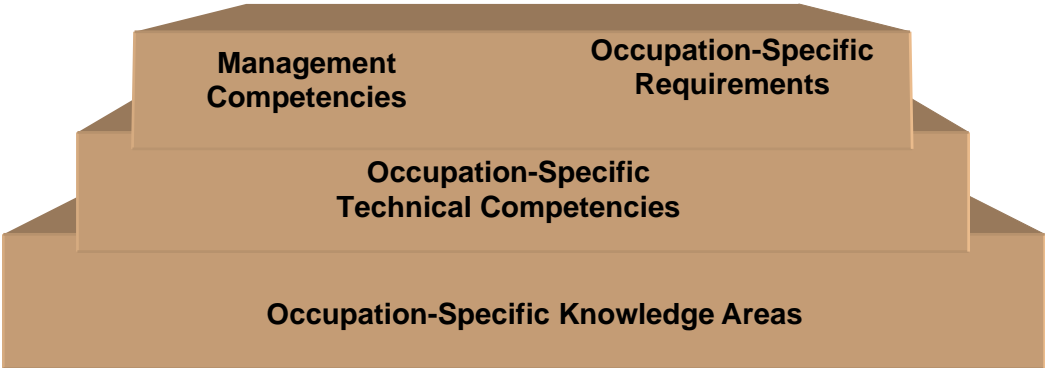 Management
Competencies
Occupation-Specific
Requirements
Occupation-Specific
Technical Competencies
Occupation-Specific Knowledge Areas